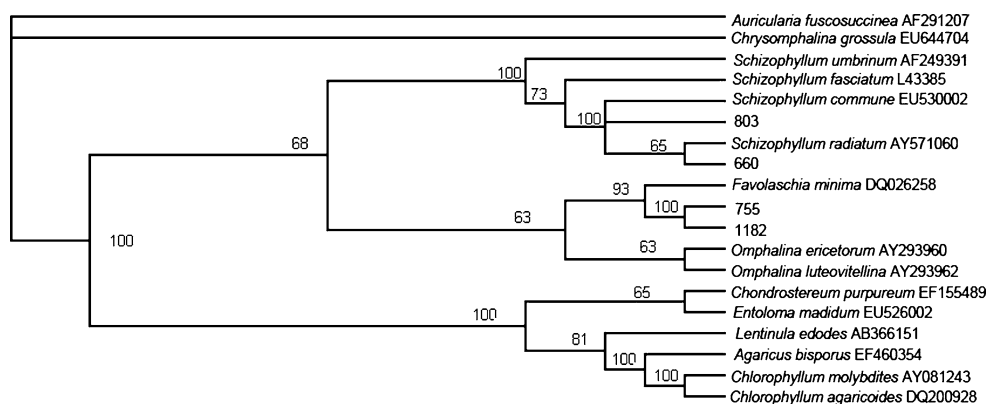 Auricularia fuscosuccinea AF291207
Chrysomphalina grossula EU644704
Schizophyllum umbrinum AF249391
100
Schizophyllum fasciatum L43385
73
Schizophyllum commune EU530002
100
803
68
Schizophyllum radiatum AY571060
65
660
Favolaschia minima DQ026258
93
755
100
63
1182
Omphalina ericetorum AY293960
63
100
Omphalina luteovitellina AY293962
Chondrostereum purpureum EF155489
65
Entoloma madidum EU526002
100
Lentinula edodes AB366151
81
Agaricus bisporus EF460354
100
Chlorophyllum molybdites AY081243
100
Chlorophyllum agaricoides DQ200928